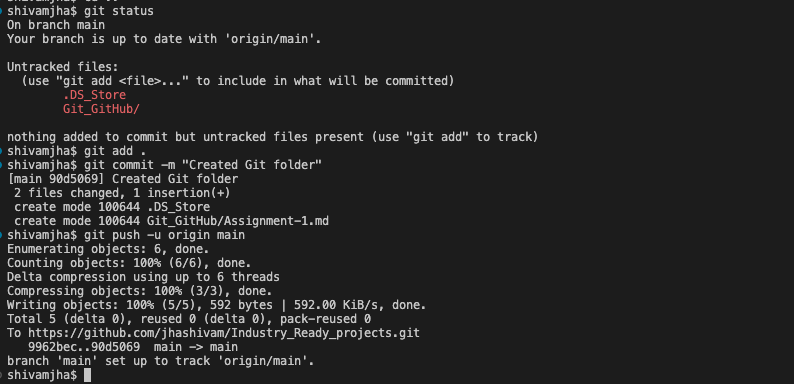 shivamjha$ git status
On branch main
Your branch is up to date with 'origin/main'.
Untracked files:
(use "git add <file>..." to include in what will be committed)
.DS_Store
Git_GitHub/
nothing added to commit but untracked files present (use "git add" to track)
shivamjha$ git add .
shivamjha$ git commit -m "Created Git folder"
[main 90d5069] Created Git folder
2 files changed, 1 insertion(+)
create mode 100644 .DS_Store
create mode 100644 Git_GitHub/Assignment-1.md
shivamjha$ git push -u origin main
Enumerating objects: 6, done.
Counting objects: 100% (6/6), done.
Delta compression using up to 6 threads
Compressing objects: 100% (3/3), done.
Writing objects: 100% (5/5), 592 bytes | 592.00 KiB/s, done.
Total 5 (delta 0), reused 0 (delta 0), pack-reused 0
To https://github.com/jhashivam/Industry_Ready_projects.git
9962bec..90d5069  main -> main
branch 'main' set up to track 'origin/main'.
shivamjha$